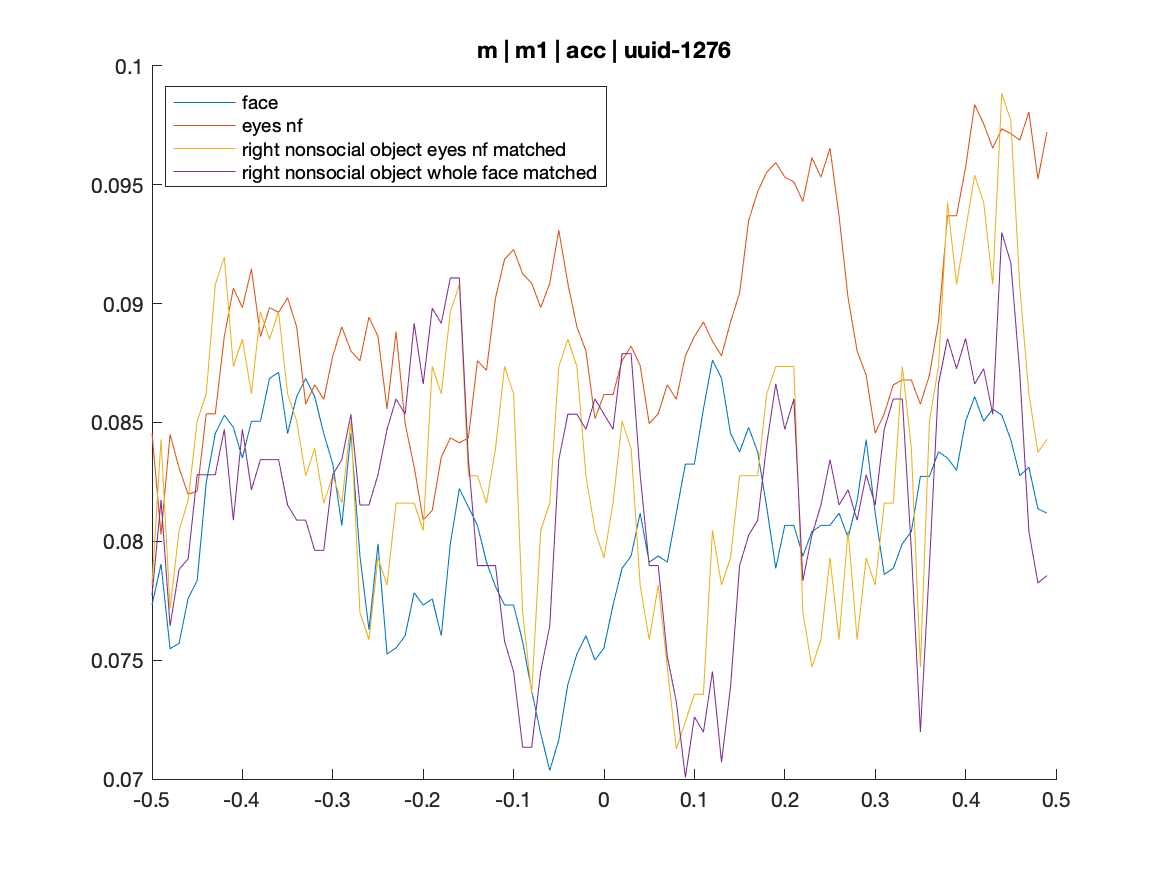 m | m1 | acc | uuid-1276
0.1
face
eyes nf
right nonsocial object eyes nf matched
right nonsocial object whole face matched
0.095
0.09
0.085
0.08
0.075
0.07
-0.5 -0.4 -0.3 -0.2 -0.1 0 0.1 0.2 0.3 0.4 0.5